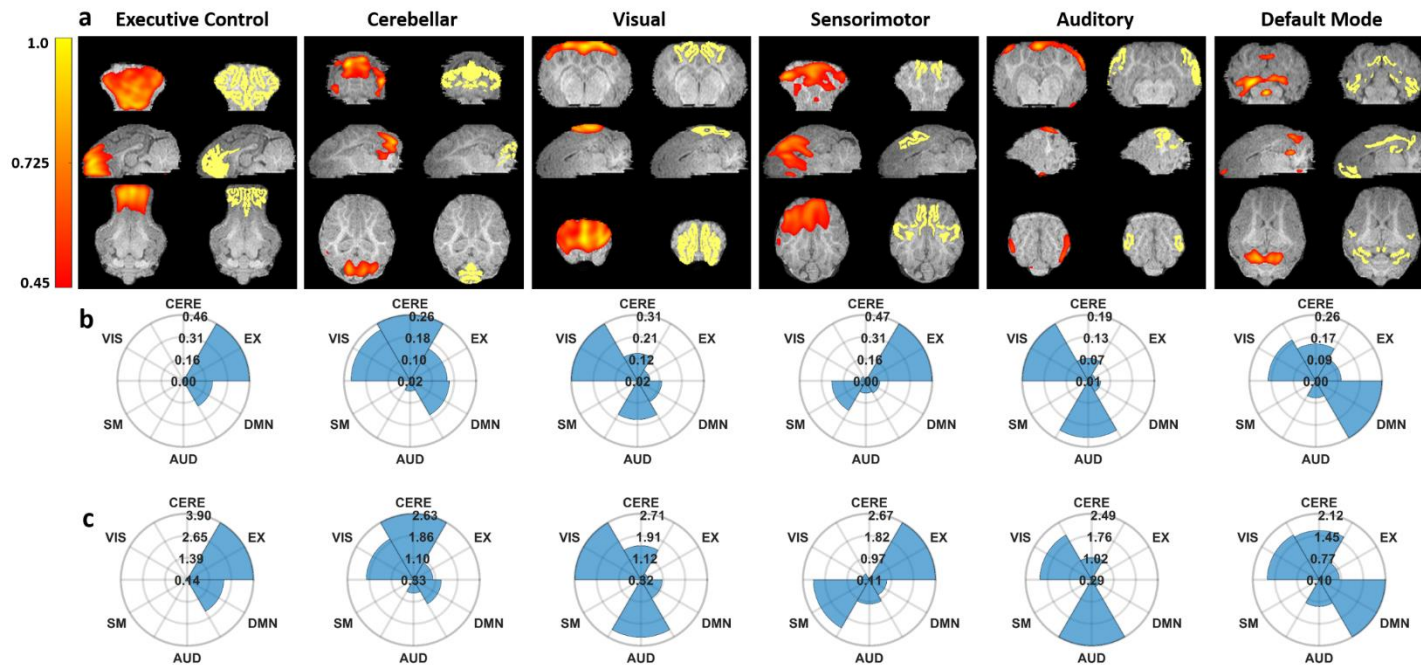 a
Executive Control
Cerebellar
Visual
Sensorimotor
Auditory
Default Mode
1.0
0.725
0.45
b
CERE
0.46
0.31
0.16
0.00
VIS
EX
SM
DMN
AUD
CERE
0.26
0.18
0.10
0.02
VIS
EX
SM
DMN
AUD
CERE
0.31
0.21
0.12
0.02
VIS
EX
SM
DMN
AUD
CERE
0.47
0.31
0.16
0.00
VIS
EX
SM
DMN
AUD
CERE
0.19
0.13
0.07
0.01
VIS
EX
SM
DMN
AUD
CERE
0.26
0.17
0.09
0.00
VIS
EX
SM
DMN
AUD
c
CERE
3.90
2.65
1.39
0.14
VIS
EX
SM
DMN
AUD
CERE
2.63
1.86
1.10
0.33
VIS
EX
SM
DMN
AUD
CERE
2.71
1.91
1.12
0.32
VIS
EX
SM
DMN
AUD
CERE
2.67
1.82
0.97
0.11
VIS
EX
SM
DMN
AUD
CERE
2.49
1.76
1.02
0.29
VIS
EX
SM
DMN
AUD
CERE
2.12
1.45
0.77
0.10
VIS
EX
SM
DMN
AUD